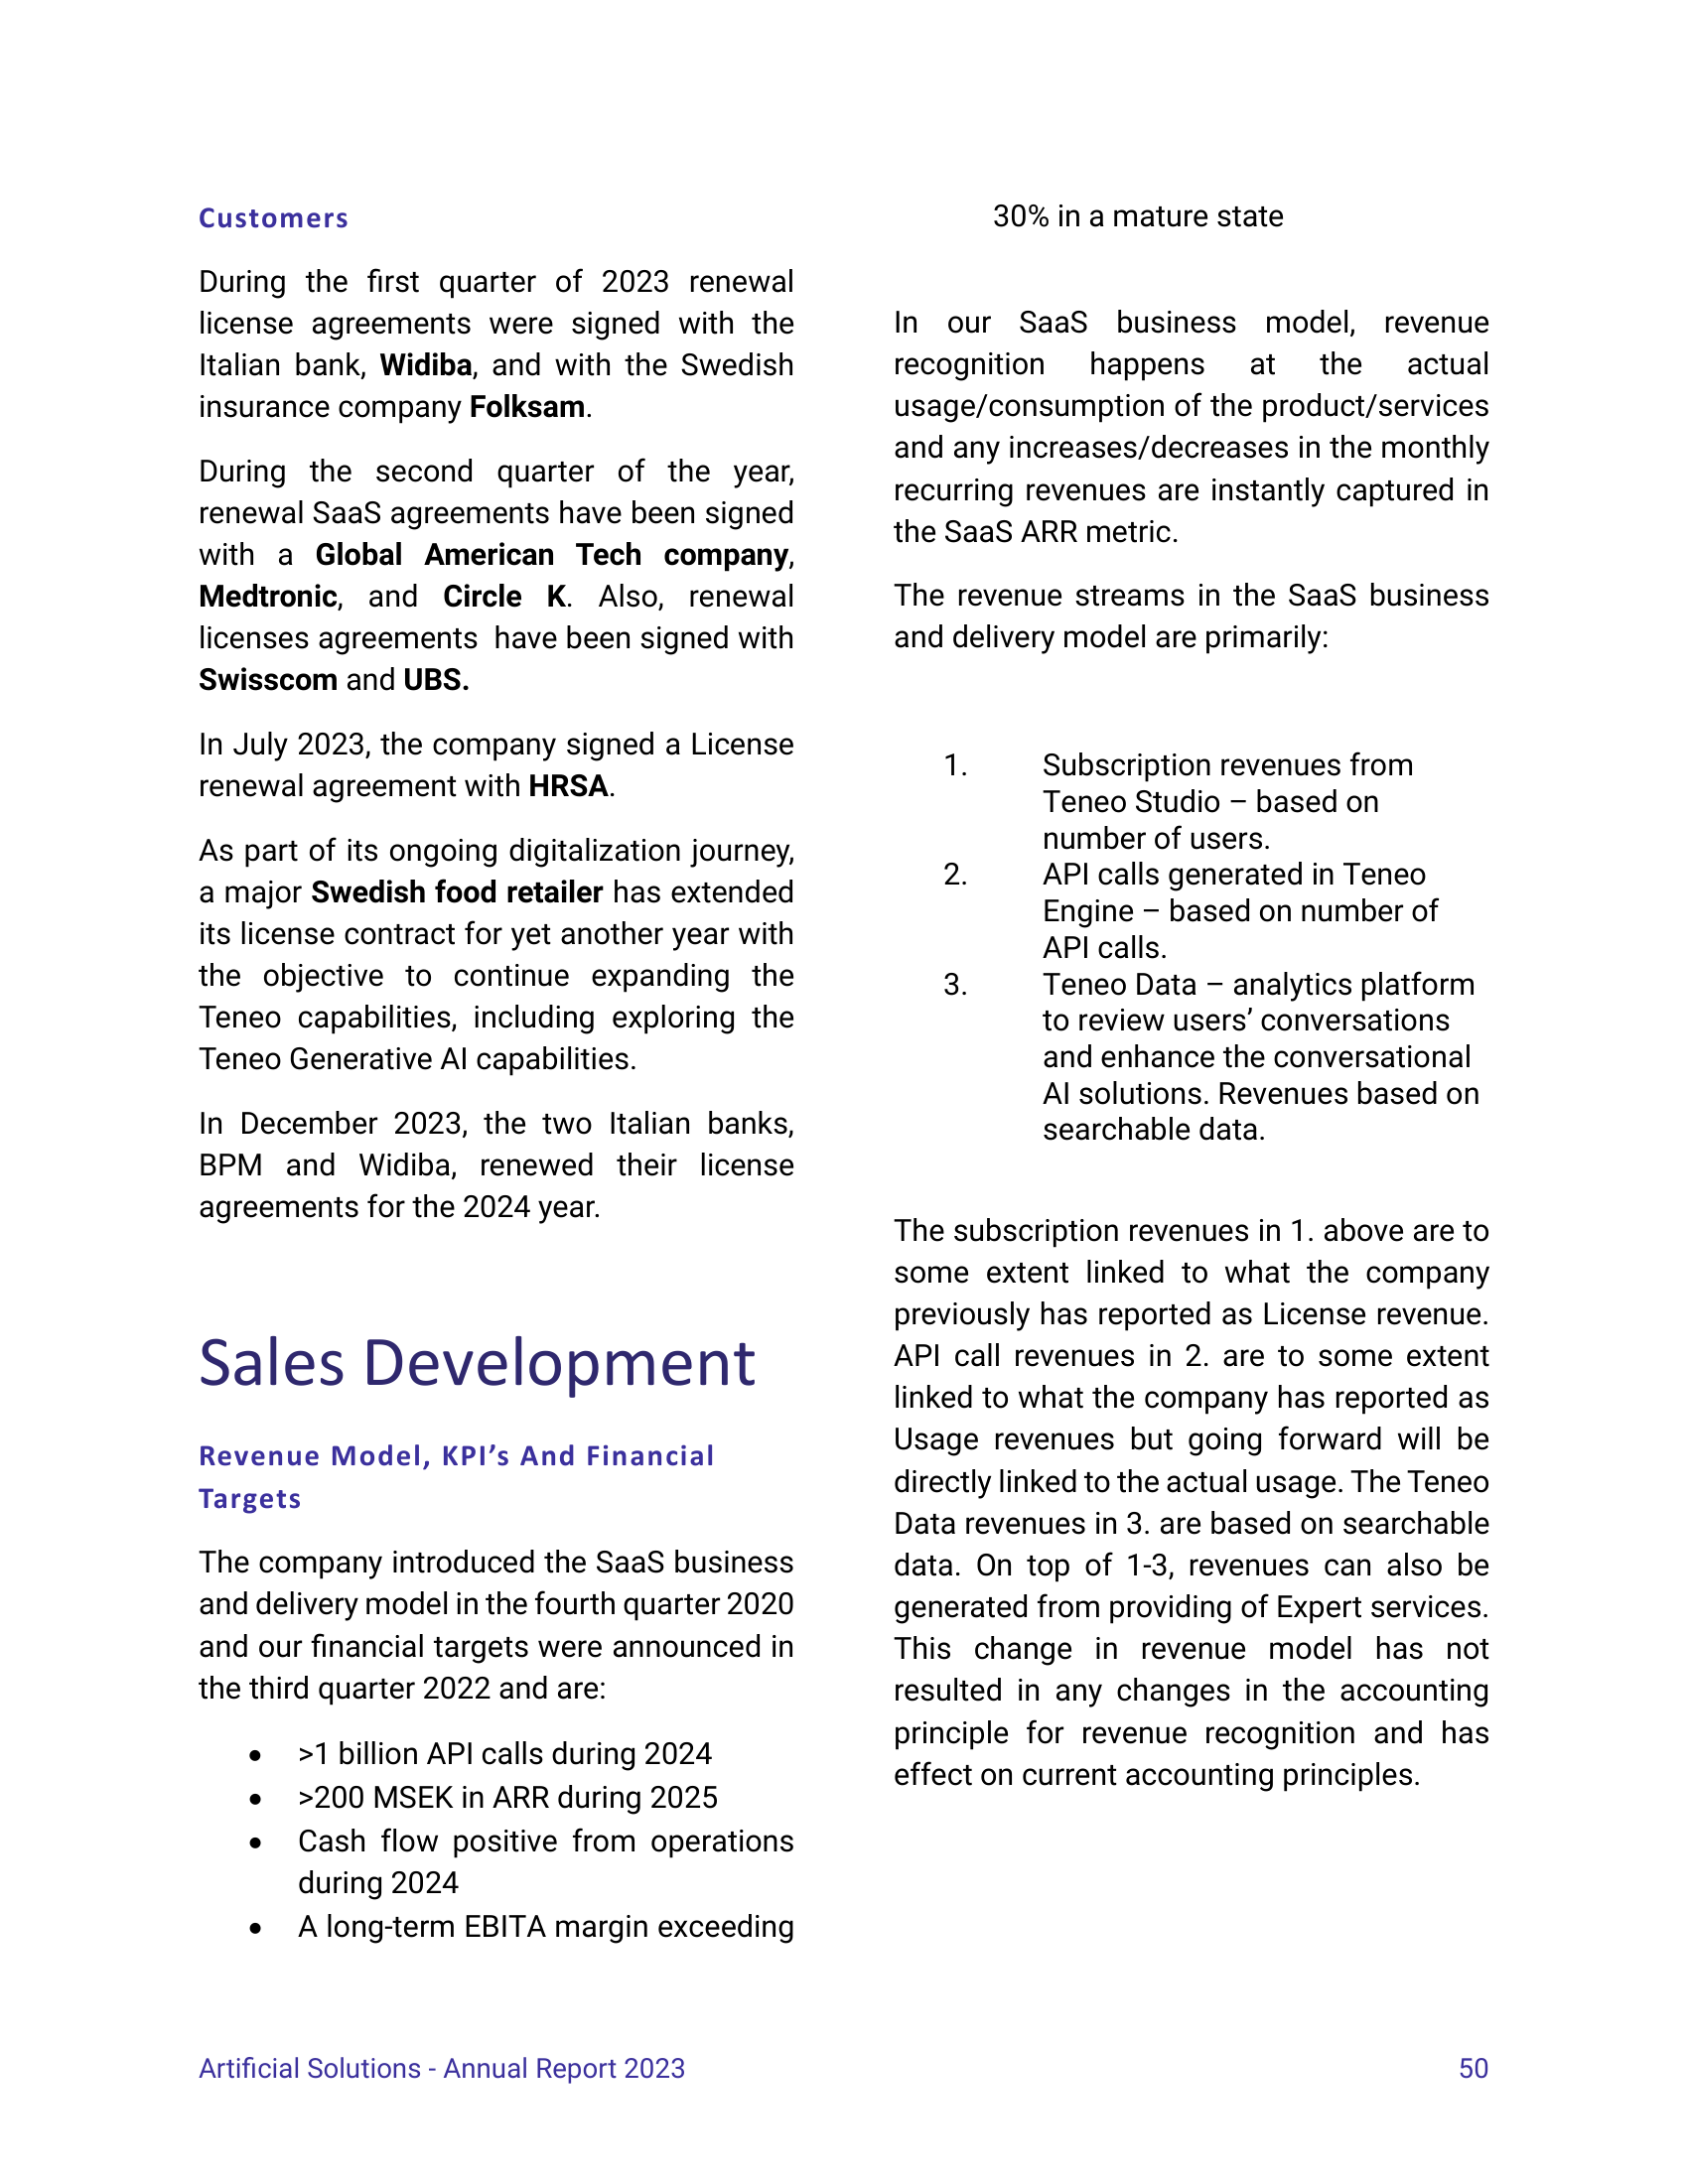 Customers
During the first quarter of 2023 renewal
license agreements were signed with the
Italian bank, Widiba, and with the Swedish
insurance company Folksam.
During the second quarter of the year,
renewal SaaS agreements have been signed
with a Global American Tech company,
Medtronic, and Circle K. Also, renewal
licenses agreements  have been signed with
Swisscom and UBS.
In July 2023, the company signed a License
renewal agreement with HRSA.
As part of its ongoing digitalization journey,
a major Swedish food retailer has extended
its license contract for yet another year with
the objective to continue expanding the
Teneo capabilities, including exploring the
Teneo Generative AI capabilities.
In December 2023, the two Italian banks,
BPM and Widiba, renewed their license
agreements for the 2024 year.
Sales Development
Revenue Model, KPI’s And Financial
Targets
The company introduced the SaaS business
and delivery model in the fourth quarter 2020
and our financial targets were announced in
the third quarter 2022 and are:
• >1 billion API calls during 2024
• >200 MSEK in ARR during 2025
• Cash flow positive from operations
during 2024
• A long-term EBITA margin exceeding
30% in a mature state
In our SaaS business model, revenue
recognition happens at the actual
usage/consumption of the product/services
and any increases/decreases in the monthly
recurring revenues are instantly captured in
the SaaS ARR metric.
The revenue streams in the SaaS business
and delivery model are primarily:
1. Subscription revenues from
Teneo Studio – based on
number of users.
2. API calls generated in Teneo
Engine – based on number of
API calls.
3. Teneo Data – analytics platform
to review users’ conversations
and enhance the conversational
AI solutions. Revenues based on
searchable data.
The subscription revenues in 1. above are to
some extent linked to what the company
previously has reported as License revenue.
API call revenues in 2. are to some extent
linked to what the company has reported as
Usage revenues but going forward will be
directly linked to the actual usage. The Teneo
Data revenues in 3. are based on searchable
data. On top of 1-3, revenues can also be
generated from providing of Expert services.
This change in revenue model has not
resulted in any changes in the accounting
principle for revenue recognition and has
effect on current accounting principles.
Artificial Solutions - Annual Report 2023
50